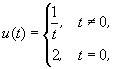 u(t) = { 1/t, t ≠ 0,
2, t = 0,